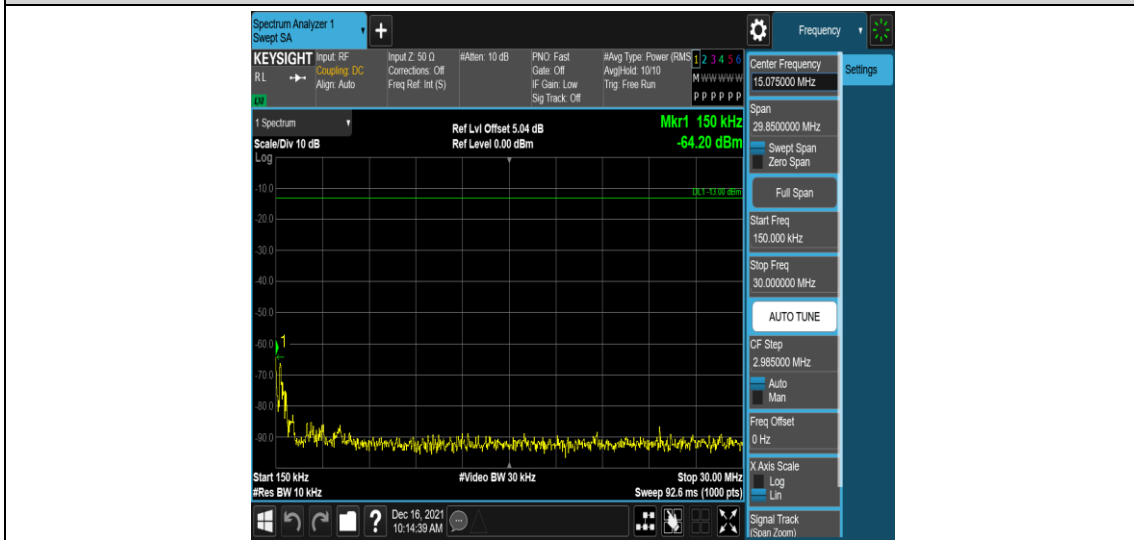 Spectrum Analyzer 1
Swept SA
+
Frequency
KEYSIGHT
RL
LXI
Input: RF
Coupling: DC
Align: Auto
Input Z: 50 Ω
Corrections: Off
Freq Ref: Int (S)
#Atten: 10 dB
PNO: Fast
Gate: Off
IF Gain: Low
Sig Track: Off
#Avg Type: Power (RMS
Avg|Hold: 10/10
Trig: Free Run
1 2 3 4 5 6
M W W W W W
P P P P P P
1 Spectrum
Scale/Div 10 dB
Log
Ref Lvl Offset 5.04 dB
Ref Level 0.00 dBm
Mkr1 150 kHz
-64.20 dBm
DL1 -13.00 dBm
-10.0
-20.0
-30.0
-40.0
-50.0
-60.0
1
-70.0
-80.0
-90.0
Start 150 kHz
#Res BW 10 kHz
#Video BW 30 kHz
Stop 30.00 MHz
Sweep 92.6 ms (1000 pts)
?
Dec 16, 2021
10:14:39 AM
Center Frequency
15.075000 MHz
Settings
Span
29.8500000 MHz
Swept Span
Zero Span
Full Span
Start Freq
150.000 kHz
Stop Freq
30.000000 MHz
AUTO TUNE
CF Step
2.985000 MHz
Auto
Man
Freq Offset
0 Hz
X Axis Scale
Log
Lin
Signal Track
(Span Zoom)